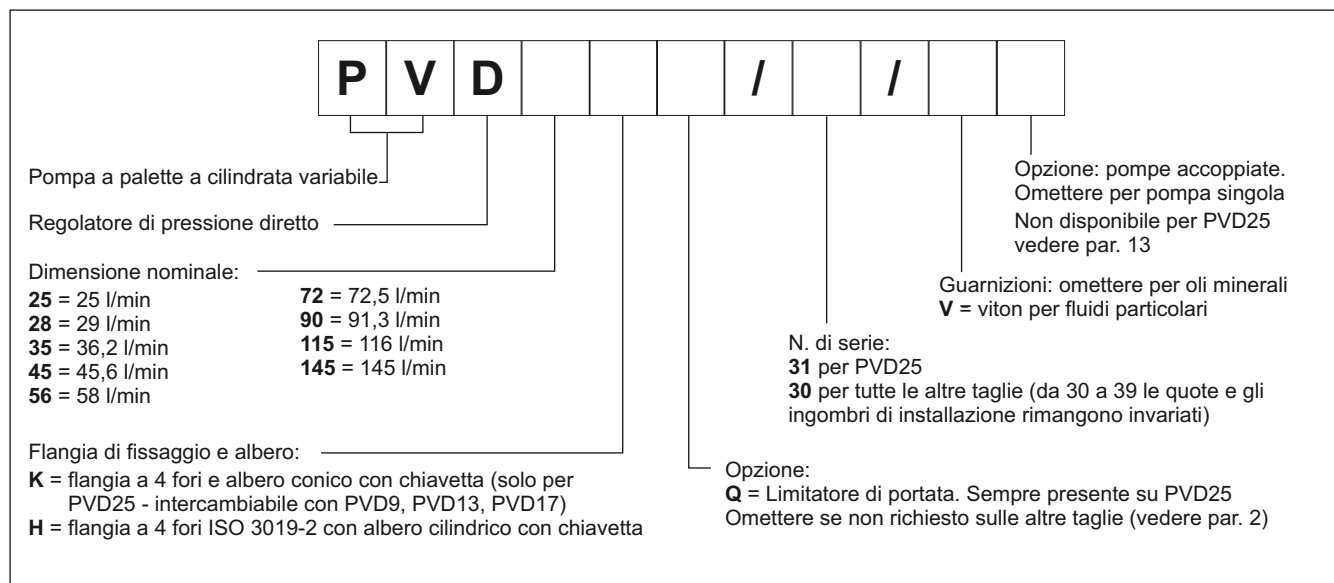 P V D / /
Pompa a palette a cilindrata variabile
Regolatore di pressione diretto
Dimensione nominale:
25 = 25 l/min
28 = 29 l/min
35 = 36,2 l/min
45 = 45,6 l/min
56 = 58 l/min
72 = 72,5 l/min
90 = 91,3 l/min
115 = 116 l/min
145 = 145 l/min
Flangia di fissaggio e albero:
K = flangia a 4 fori e albero conico con chiavetta (solo per
PVD25 - intercambiabile con PVD9, PVD13, PVD17)
H = flangia a 4 fori ISO 3019-2 con albero cilindrico con chiavetta
Opzione: pompe accoppiate.
Omettere per pompa singola
Non disponibile per PVD25
vedere par. 13
Guarnizioni: omettere per oli minerali
V = viton per fluidi particolari
N. di serie:
31 per PVD25
30 per tutte le altre taglie (da 30 a 39 le quote e gli
ingombri di installazione rimangono invariati)
Opzione:
Q = Limitatore di portata. Sempre presente su PVD25
Omettere se non richiesto sulle altre taglie (vedere par. 2)